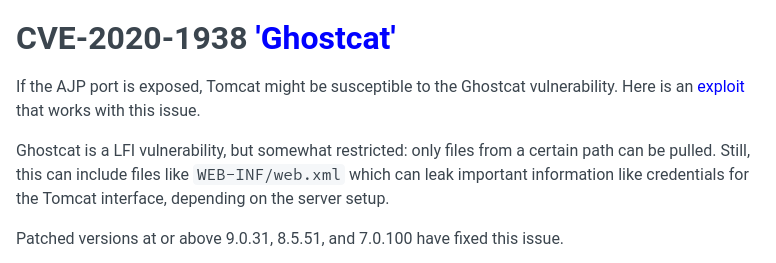 CVE-2020-1938 'Ghostcat'
If the AJP port is exposed, Tomcat might be susceptible to the Ghostcat vulnerability. Here is an exploit
that works with this issue.
Ghostcat is a LFI vulnerability, but somewhat restricted: only files from a certain path can be pulled. Still,
this can include files like WEB-INF/web.xml which can leak important information like credentials for
the Tomcat interface, depending on the server setup.
Patched versions at or above 9.0.31, 8.5.51, and 7.0.100 have fixed this issue.